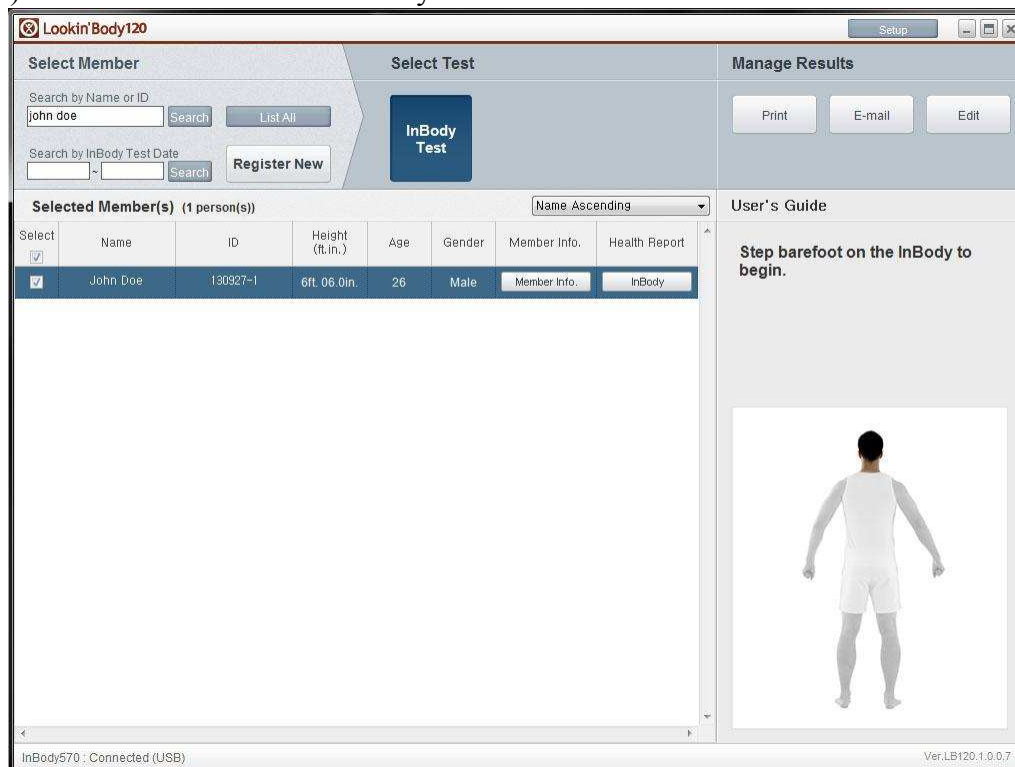 Lookin'Body120
Setup
Select Member
Select Test
Manage Results
Search by Name or ID
john doe
Search
List All
InBody
Test
Print
E-mail
Edit
Search by InBody Test Date
~
Search
Register New
Selected Member(s) (1 person(s))
Name Ascending
User's Guide
Select
Name
ID
Height
(ft.in.)
Age
Gender
Member Info.
Health Report
Step barefoot on the InBody to
begin.
John Doe
130927-1
6ft. 06.0in.
26
Male
Member Info.
InBody
InBody570 : Connected (USB)
Ver.LB120.1.0.0.7